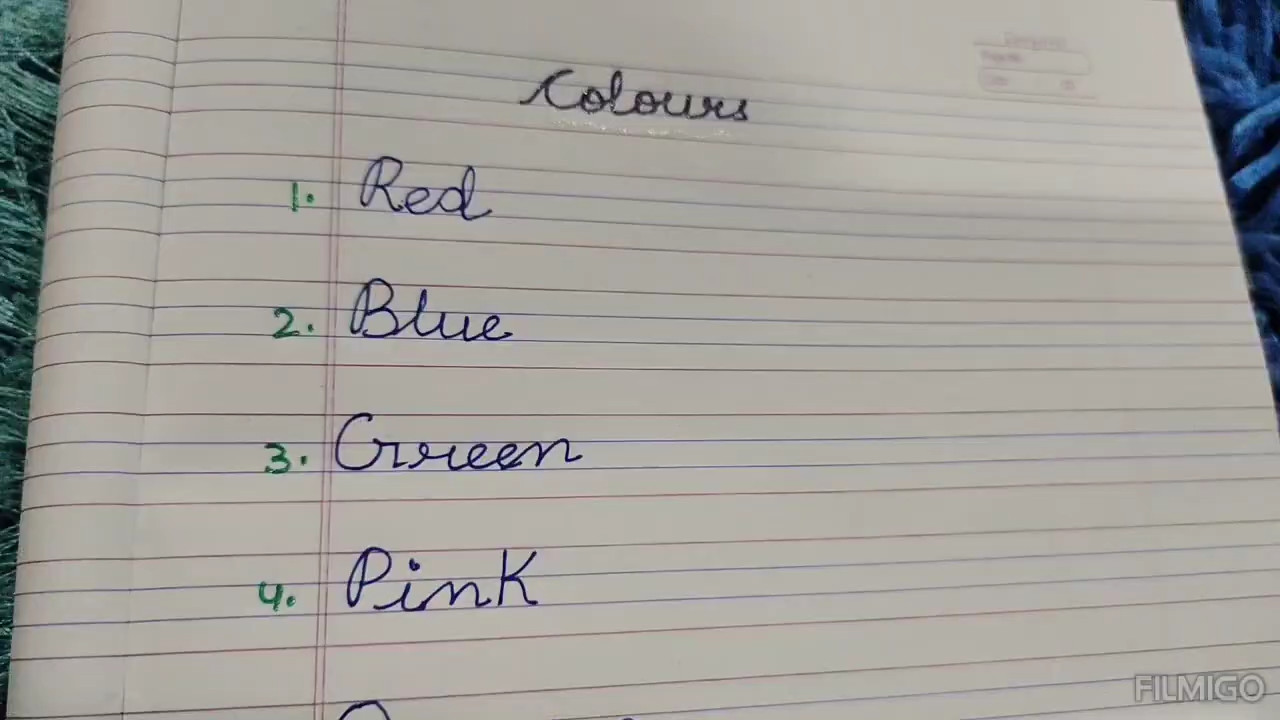 Colours
1. Red
2. Blue
3. Green
4. Pink
FILMIGO